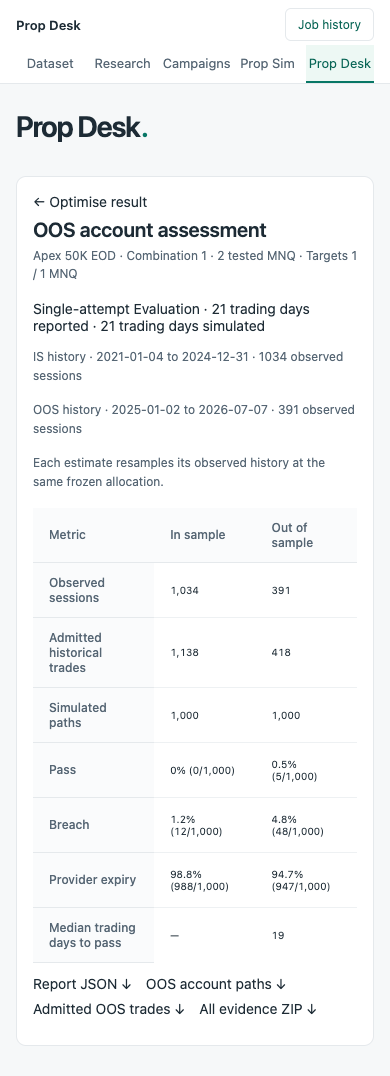 Prop Desk
Job history
Dataset Research Campaigns Prop Sim Prop Desk
Prop Desk.
← Optimise result
OOS account assessment
Apex 50K EOD · Combination 1 · 2 tested MNQ · Targets 1
/ 1 MNQ
Single-attempt Evaluation · 21 trading days
reported · 21 trading days simulated
IS history · 2021-01-04 to 2024-12-31 · 1034 observed
sessions
OOS history · 2025-01-02 to 2026-07-07 · 391 observed
sessions
Each estimate resamples its observed history at the
same frozen allocation.
Metric In sample Out of
sample
Observed
sessions 1,034 391
Admitted
historical
trades 1,138 418
Simulated
paths 1,000 1,000
Pass 0% (0/1,000) 0.5%
(5/1,000)
Breach 1.2%
(12/1,000) 4.8%
(48/1,000)
Provider expiry 98.8%
(988/1,000) 94.7%
(947/1,000)
Median trading
days to pass — 19
Report JSON ↓ OOS account paths ↓
Admitted OOS trades ↓ All evidence ZIP ↓